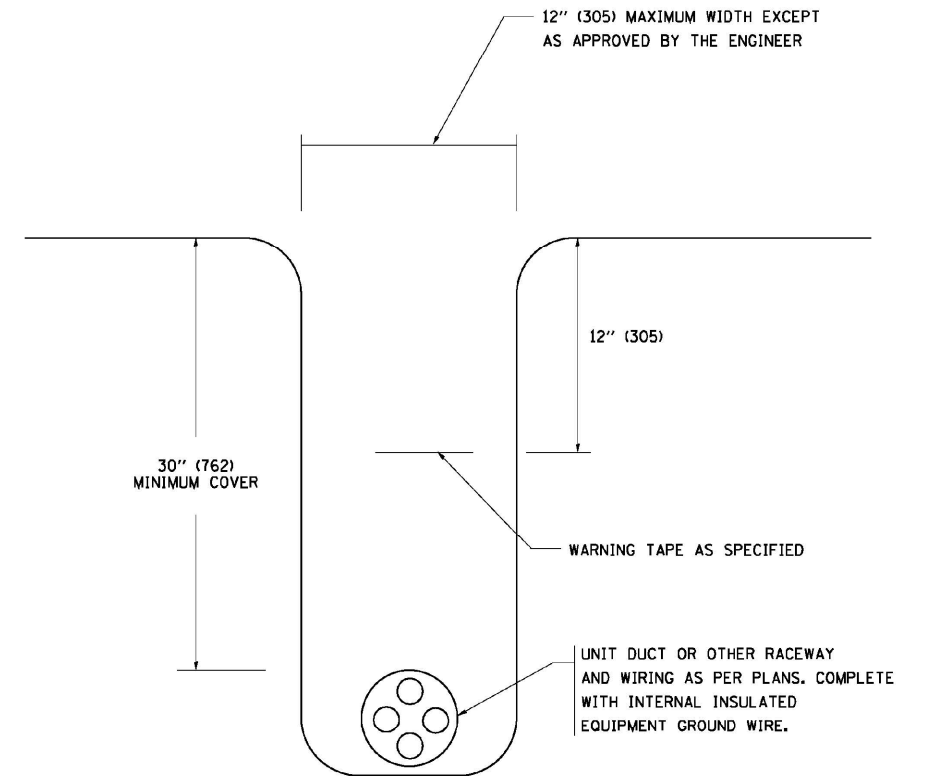 12" (305) MAXIMUM WIDTH EXCEPT
AS APPROVED BY THE ENGINEER
12" (305)
30" (762)
MINIMUM COVER
WARNING TAPE AS SPECIFIED
UNIT DUCT OR OTHER RACEWAY
AND WIRING AS PER PLANS. COMPLETE
WITH INTERNAL INSULATED
EQUIPMENT GROUND WIRE.